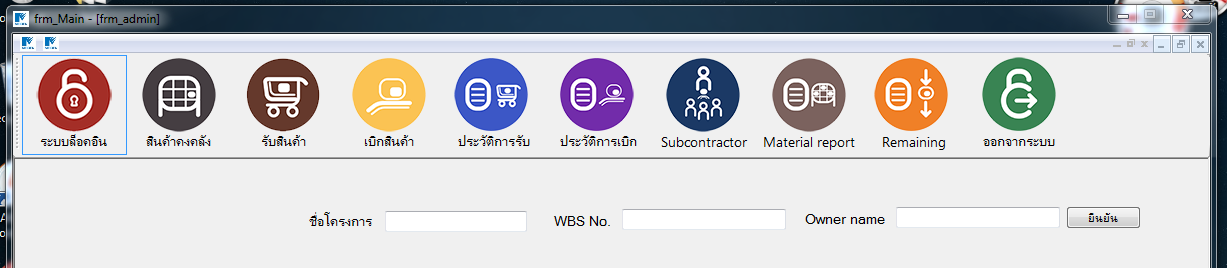 frm_Main - [frm_admin]
ระบบล็อคอิน สินค้าคงคลัง รับสินค้า เบิกสินค้า ประวัติการรับ ประวัติการเบิก Subcontractor Material report Remaining ออกจากระบบ
ชื่อโครงการ WBS No. Owner name ยืนยัน